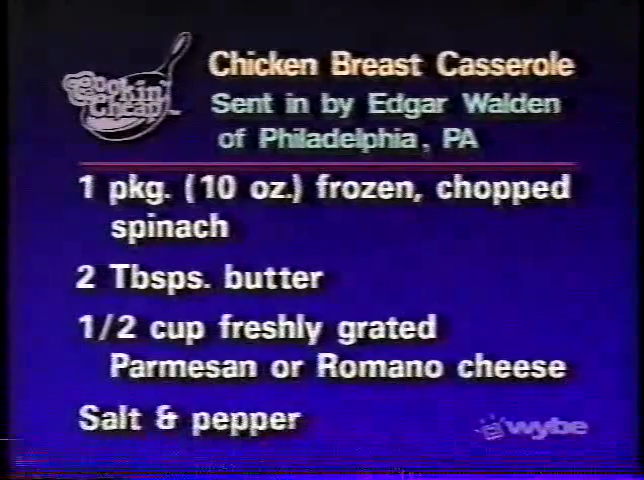 Cookin' Cheap
Chicken Breast Casserole
Sent in by Edgar Walden
of Philadelphia, PA
1 pkg. (10 oz.) frozen, chopped
spinach
2 Tbsps. butter
1/2 cup freshly grated
Parmesan or Romano cheese
Salt & pepper
wybe